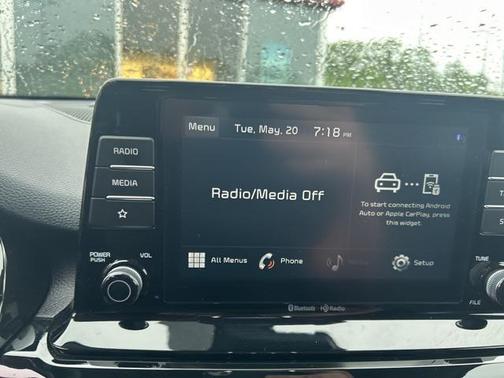 Menu Tue, May, 20 7:18 PM
RADIO
MEDIA
Radio/Media Off
To start connecting Android
Auto or Apple CarPlay, press
this widget.
POWER
PUSH
VOL
All Menus Phone Setup
TUNE
FILE
Bluetooth HD Radio